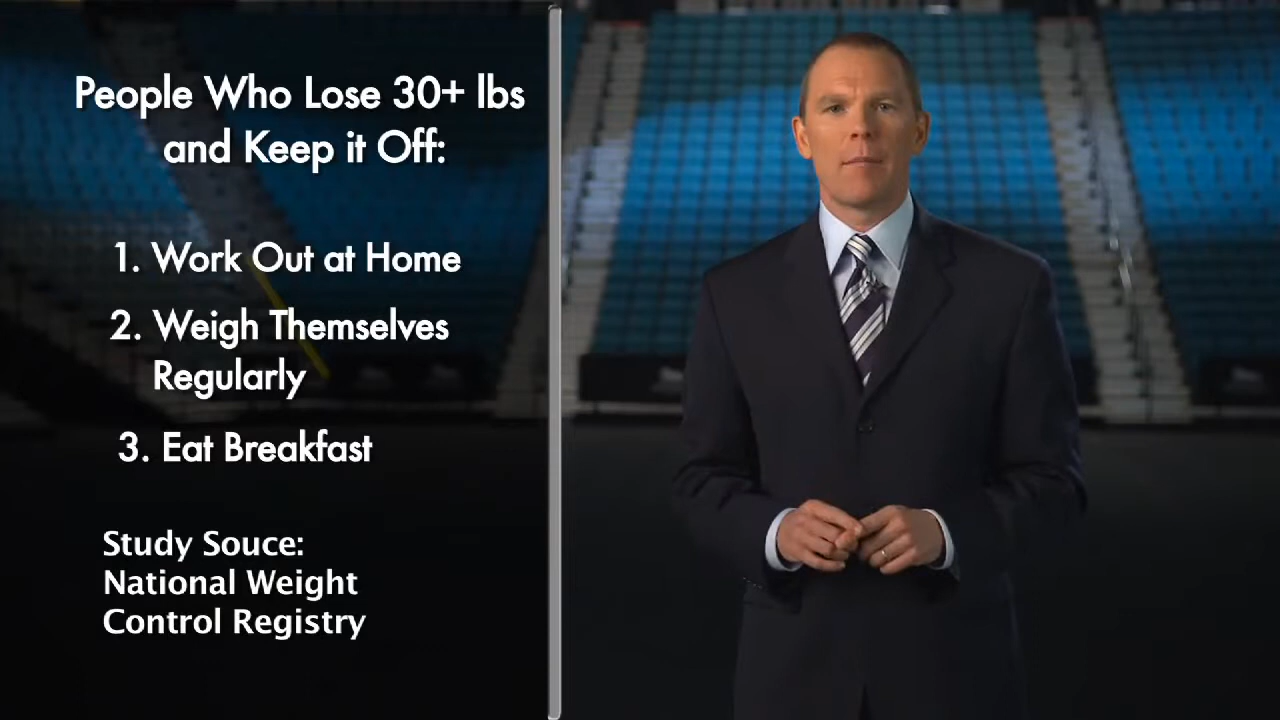 People Who Lose 30+ lbs
and Keep it Off:
1. Work Out at Home
2. Weigh Themselves
Regularly
3. Eat Breakfast
Study Souce:
National Weight
Control Registry